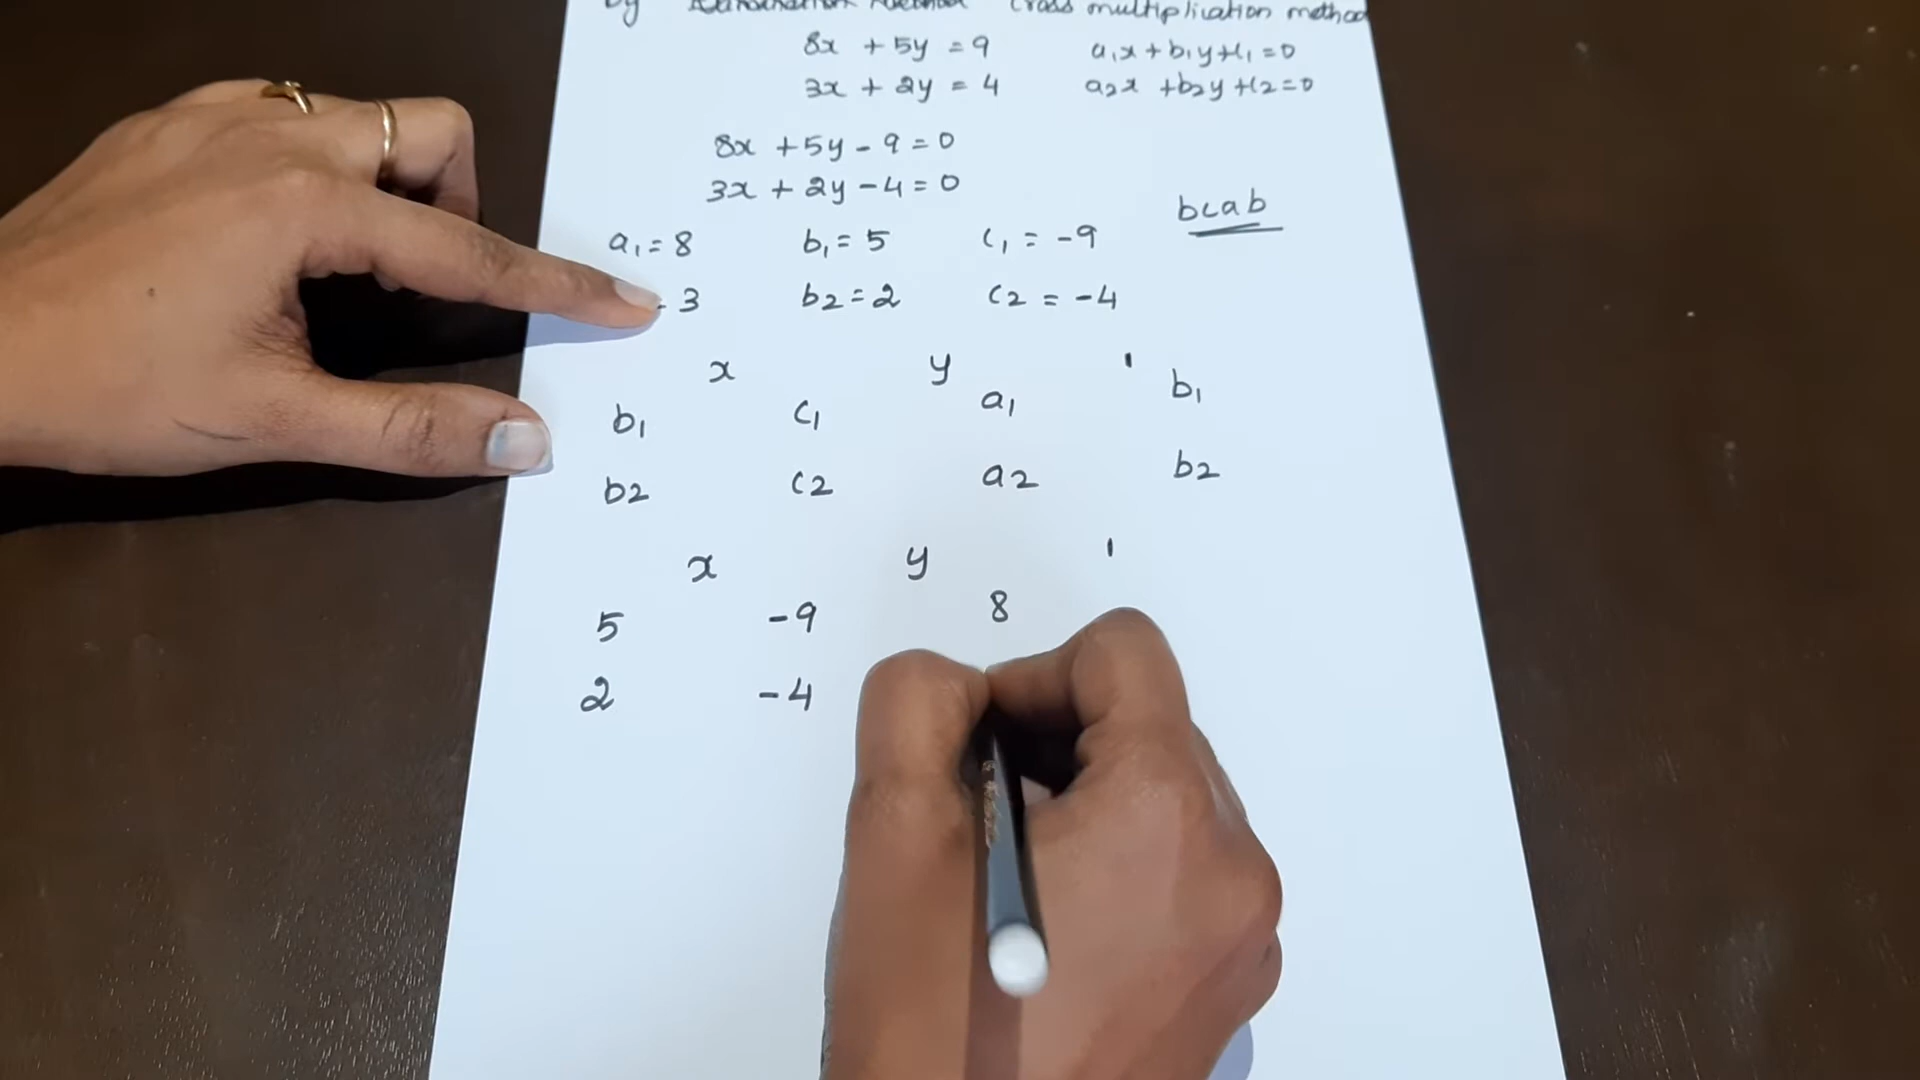 By Cross multiplication method
8x + 5y = 9 a₁x + b₁y + c₁ = 0
3x + 2y = 4 a₂x + b₂y + c₂ = 0
8x + 5y - 9 = 0
3x + 2y - 4 = 0
bcab
a₁ = 8 b₁ = 5 c₁ = -9
3 b₂ = 2 c₂ = -4
x y 1
b₁ c₁ a₁ b₁
b₂ c₂ a₂ b₂
x y 1
5 -9 8
2 -4